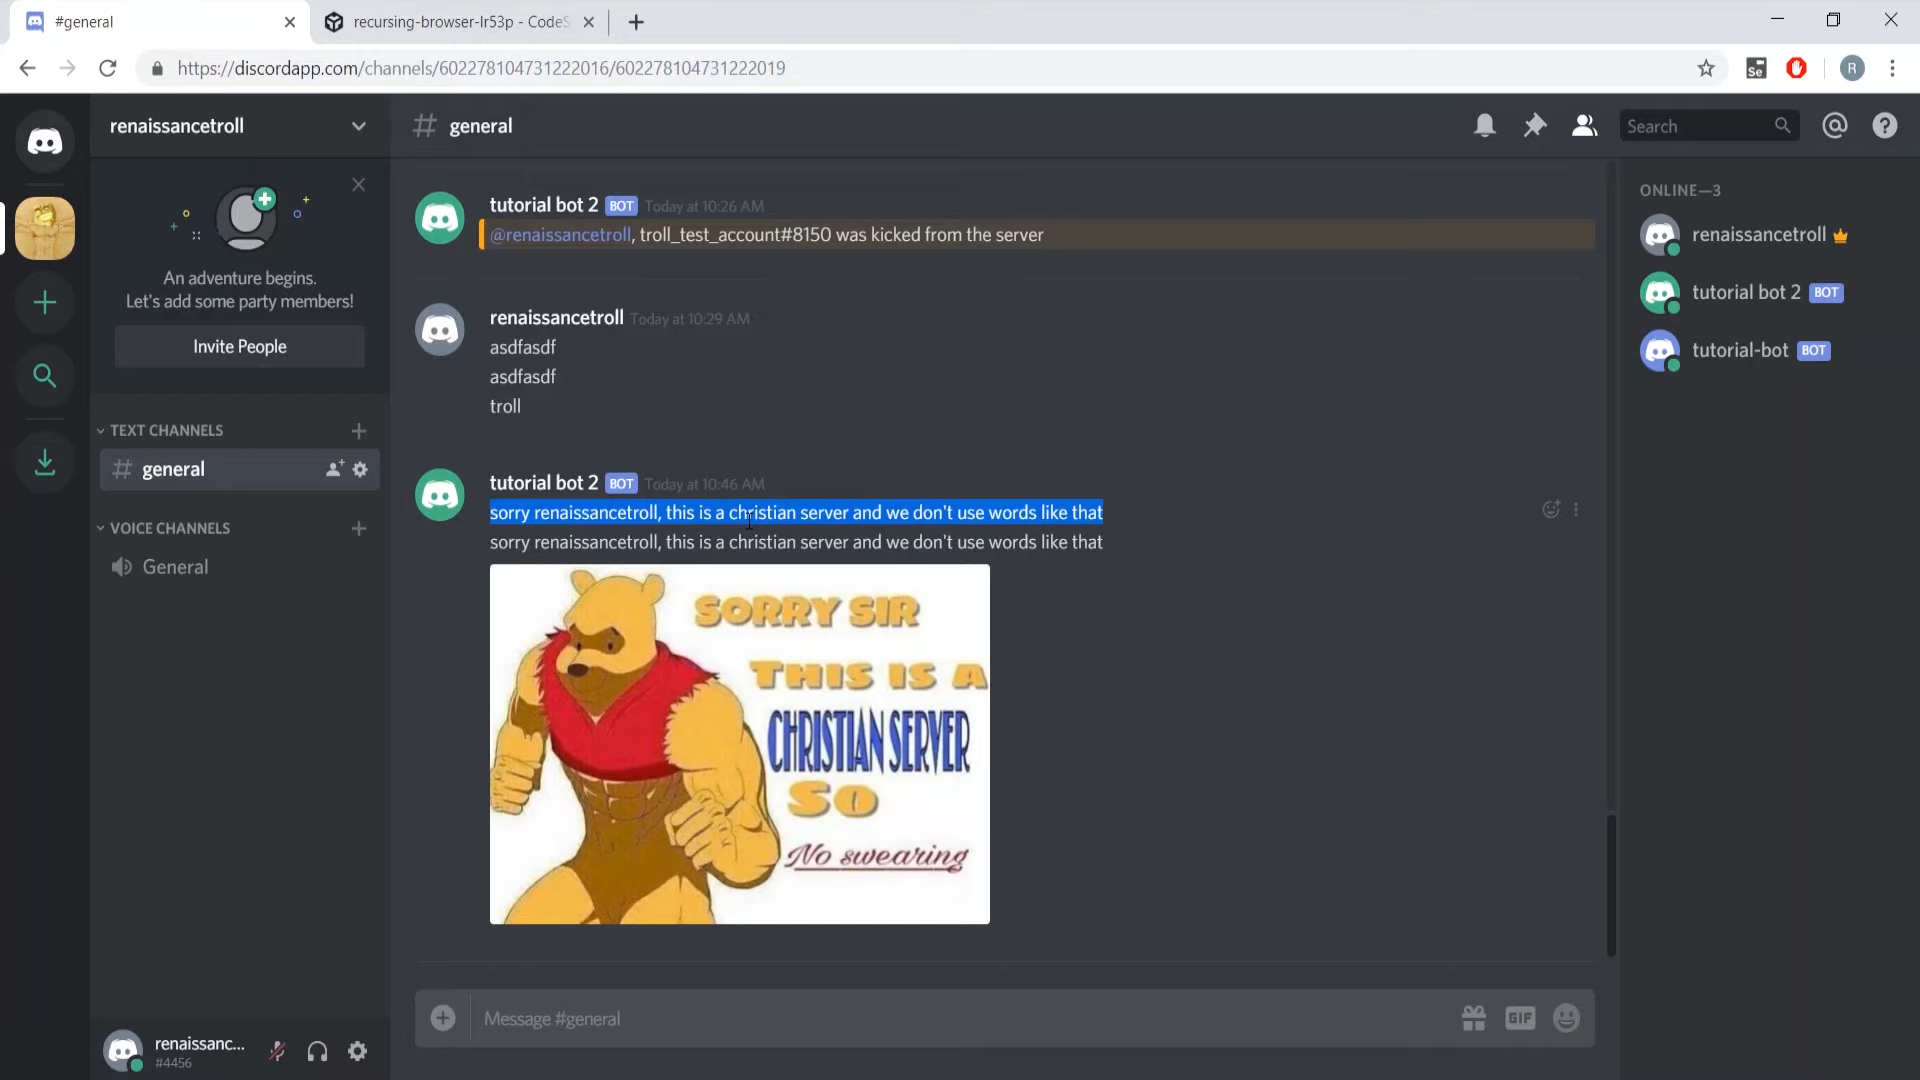 #general
recursing-browser-lr53p - CodeS
https://discordapp.com/channels/602278104731222016/602278104731222019
Se
R
renaissancetroll
general
Search
An adventure begins.
Let's add some party members!
Invite People
TEXT CHANNELS
general
VOICE CHANNELS
General
tutorial bot 2 BOT Today at 10:26 AM
@renaissancetroll, troll_test_account#8150 was kicked from the server
renaissancetroll Today at 10:29 AM
asdfasdf
asdfasdf
troll
tutorial bot 2 BOT Today at 10:46 AM
sorry renaissancetroll, this is a christian server and we don't use words like that
sorry renaissancetroll, this is a christian server and we don't use words like that
SORRY SIR
THIS IS A
CHRISTIAN SERVER
SO
No swearing
Message #general
GIF
ONLINE—3
renaissancetroll
tutorial bot 2 BOT
tutorial-bot BOT
renaissanc...
#4456